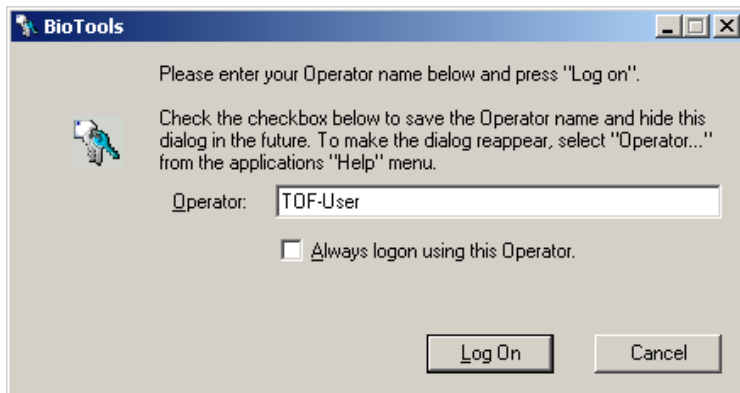 BioTools
Please enter your Operator name below and press "Log on".
Check the checkbox below to save the Operator name and hide this
dialog in the future. To make the dialog reappear, select "Operator..."
from the applications "Help" menu.
Operator: TOF-User
Always logon using this Operator.
Log On Cancel